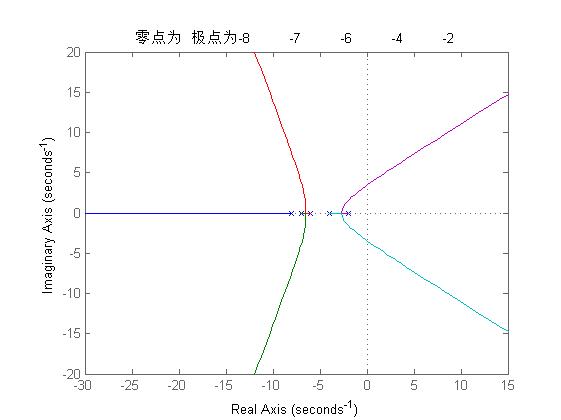 零点为 极点为-8 -7 -6 -4 -2
20
15
10
5
0
-5
-10
-15
-20
Imaginary Axis (seconds-1)
-30 -25 -20 -15 -10 -5 0 5 10 15
Real Axis (seconds-1)